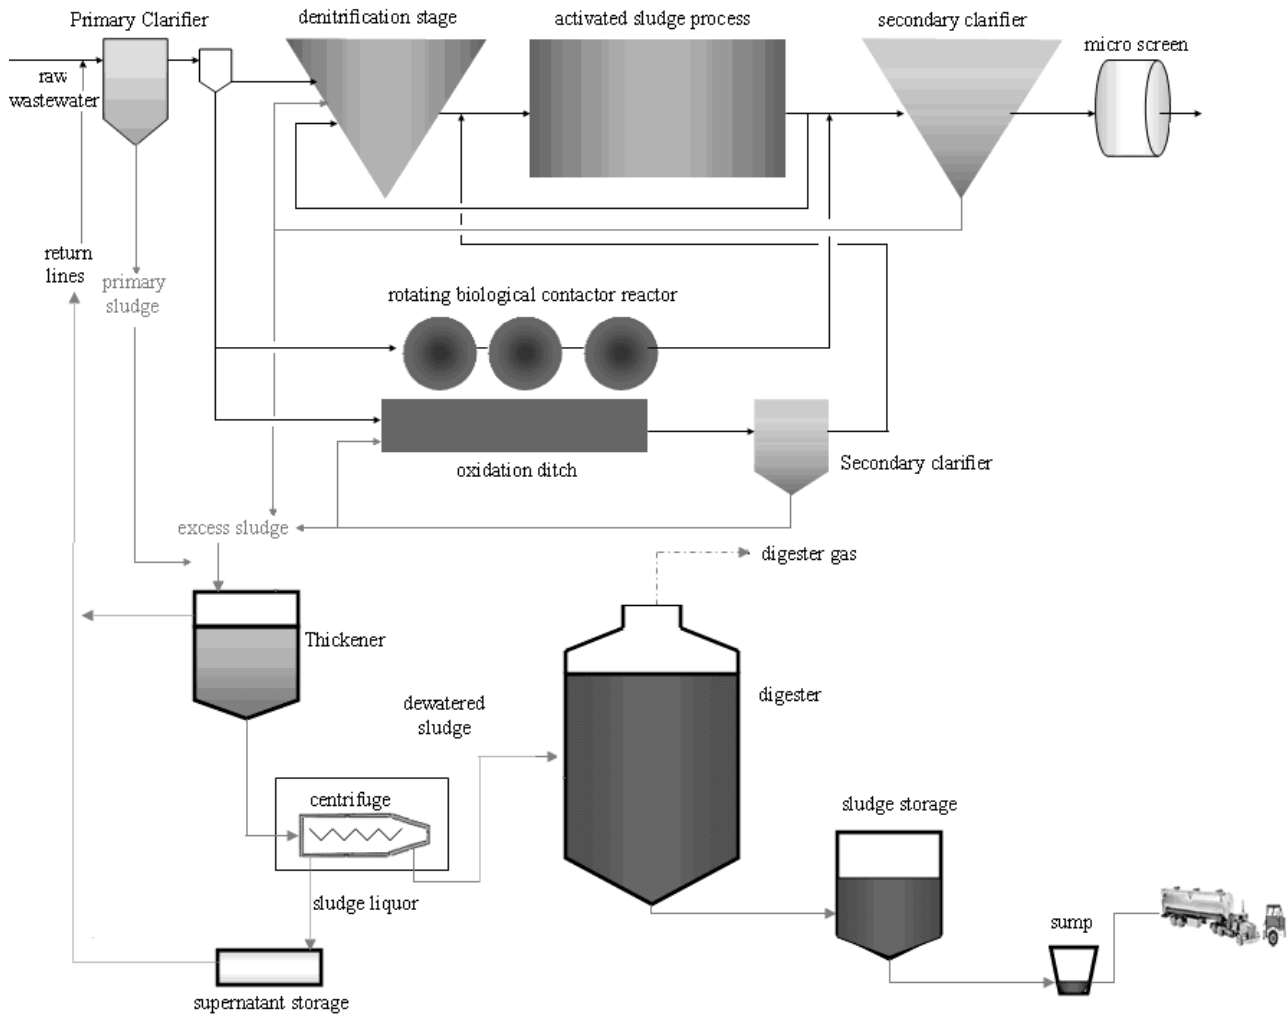 Primary Clarifier
denitrification stage
activated sludge process
secondary clarifier
micro screen
raw
wastewater
return
lines
primary
sludge
rotating biological contactor reactor
oxidation ditch
Secondary clarifier
excess sludge
digester gas
Thickener
dewatered
sludge
digester
centrifuge
sludge storage
sludge liquor
sump
supernatant storage